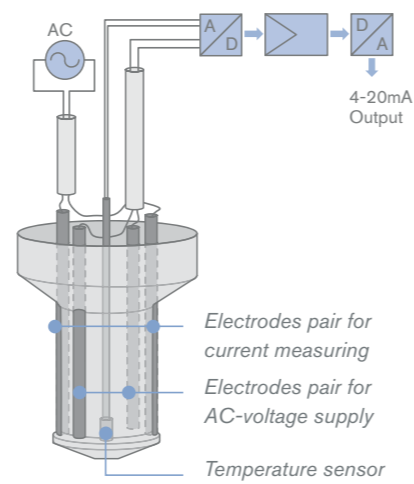 AC
A
D
D
A
4-20mA
Output
Electrodes pair for
current measuring
Electrodes pair for
AC-voltage supply
Temperature sensor